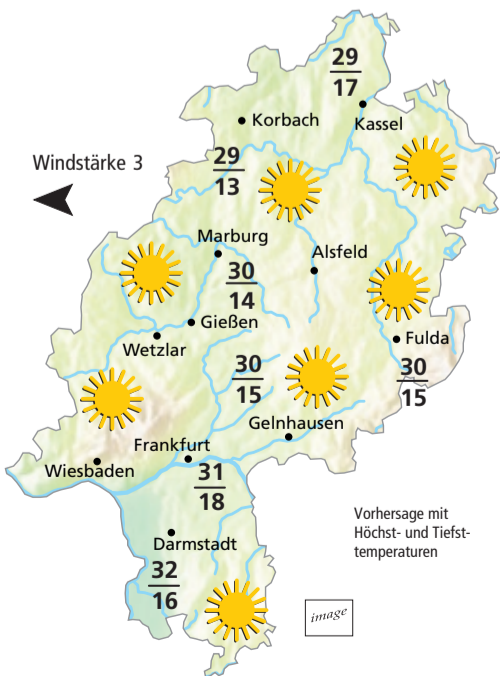 29
17
Korbach
Kassel
Windstärke 3
29
13
Marburg
Alsfeld
30
14
Gießen
Wetzlar
Fulda
30
15
30
15
Gelnhausen
Frankfurt
Wiesbaden
31
18
Vorhersage mit
Höchst- und Tiefst-
temperaturen
Darmstadt
32
16
image